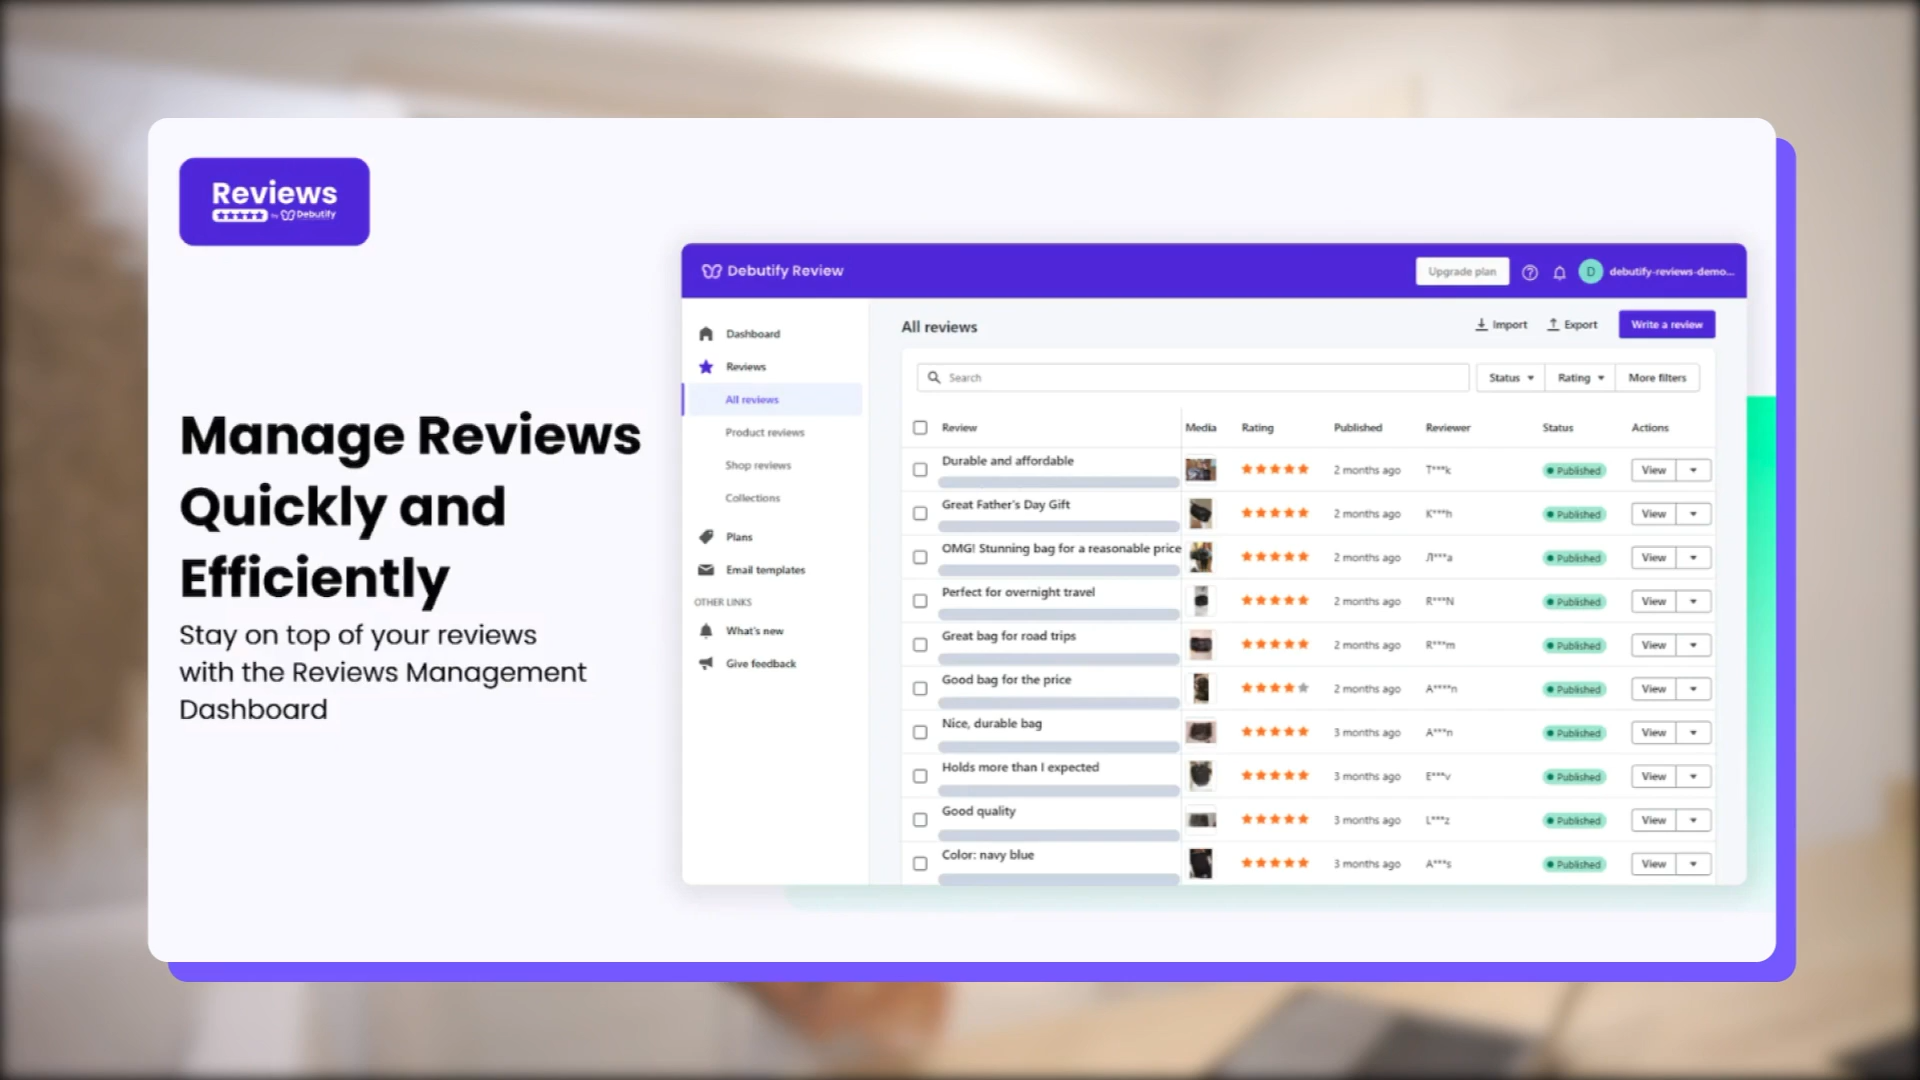 Reviews
by Debutify
Manage Reviews
Quickly and
Efficiently
Stay on top of your reviews
with the Reviews Management
Dashboard
Debutify Review
Upgrade plan
D
debutify-reviews-demo...
Dashboard
Reviews
All reviews
Product reviews
Shop reviews
Collections
Plans
Email templates
OTHER LINKS
What's new
Give feedback
All reviews
Import
Export
Write a review
Search
Status
Rating
More filters
Review Media Rating Published Reviewer Status Actions
Durable and affordable 2 months ago T***k Published View
Great Father's Day Gift 2 months ago K***h Published View
OMG! Stunning bag for a reasonable price 2 months ago Л***a Published View
Perfect for overnight travel 2 months ago R***N Published View
Great bag for road trips 2 months ago R***m Published View
Good bag for the price 2 months ago A****n Published View
Nice, durable bag 3 months ago A***n Published View
Holds more than I expected 3 months ago E***v Published View
Good quality 3 months ago L***z Published View
Color: navy blue 3 months ago A***s Published View